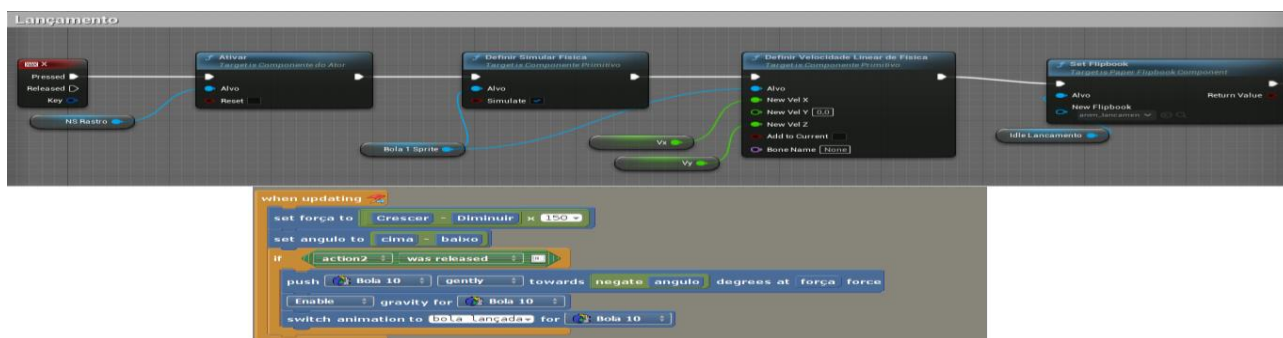 Lançamento
X
Pressed
Released
Key
NS Rastro
Ativar
Target is Componente do Ator
Alvo
Reset
Bola 1 Sprite
Definir Simular Física
Target is Componente Primitivo
Alvo
Simulate
Vx
Vy
Definir Velocidade Linear de Física
Target is Componente Primitivo
Alvo
New Vel X
New Vel Y 0,0
New Vel Z
Add to Current
Bone Name None
Idle Lancamento
Set Flipbook
Target is Paper Flipbook Component
Alvo Return Value
New Flipbook
anim_lancamen
when updating
set força to Crescer - Diminuir x 150
set angulo to cima - baixo
if action2 was released
push Bola 10 gently towards negate angulo degrees at força force
Enable gravity for Bola 10
switch animation to bola lançada for Bola 10